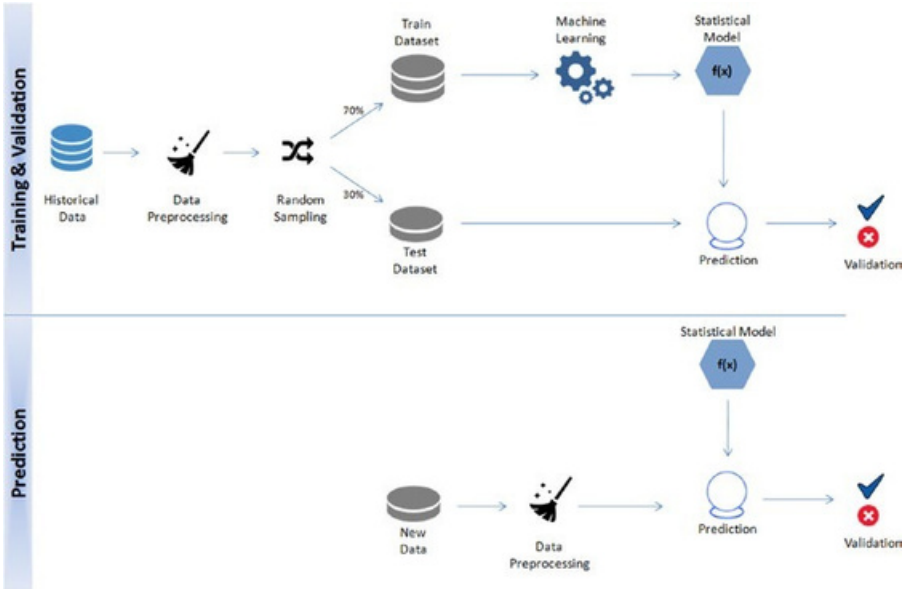 Training & Validation
Train
Dataset
Machine
Learning
Statistical
Model
f(x)
70%
30%
Historical
Data
Data
Preprocessing
Random
Sampling
Test
Dataset
Prediction
Validation
Prediction
Statistical Model
f(x)
New
Data
Data
Preprocessing
Prediction
Validation